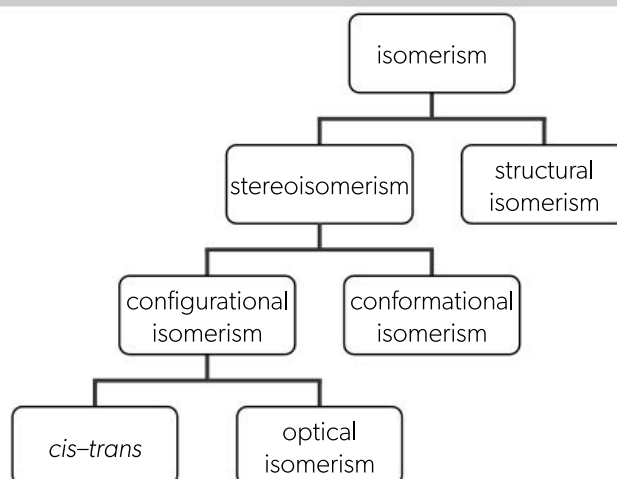 isomerism
stereoisomerism
structural
isomerism
configurational
isomerism
conformational
isomerism
cis–trans
optical
isomerism